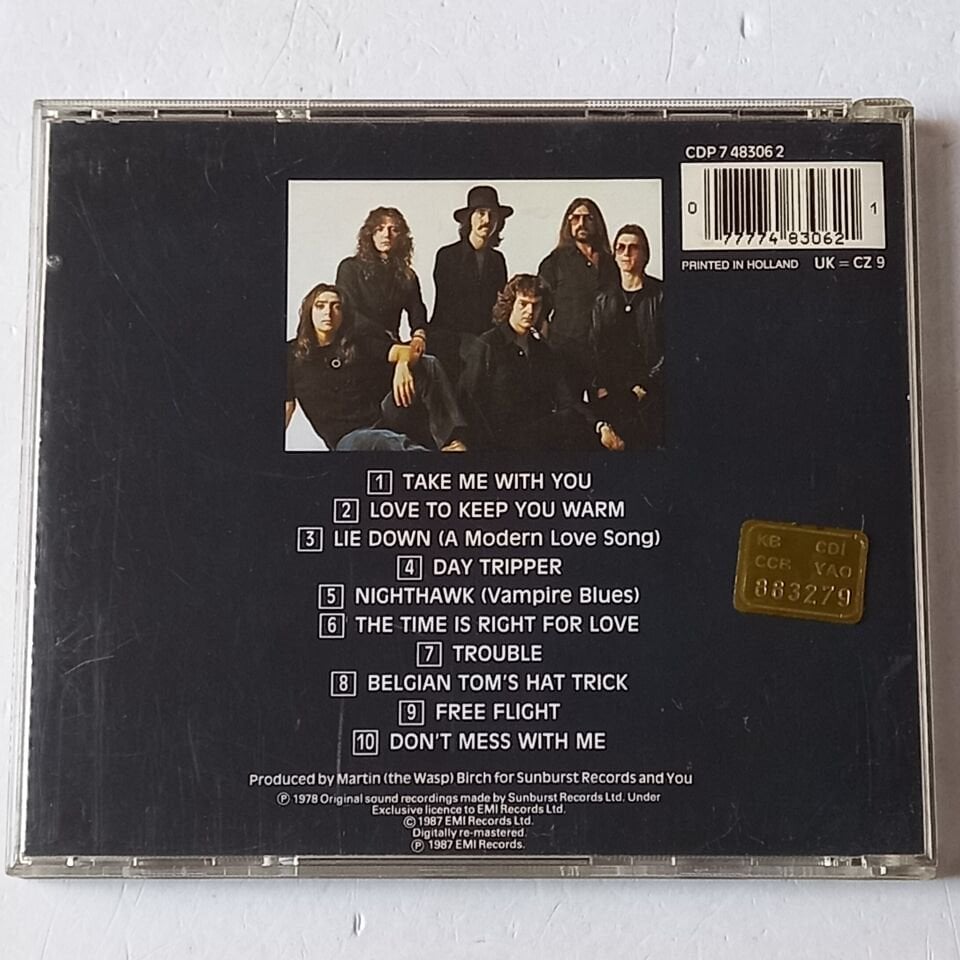 CDP 7 48306 2
0 77774 83062 1
PRINTED IN HOLLAND UK = CZ 9
1 TAKE ME WITH YOU
2 LOVE TO KEEP YOU WARM
3 LIE DOWN (A Modern Love Song)
4 DAY TRIPPER
5 NIGHTHAWK (Vampire Blues)
6 THE TIME IS RIGHT FOR LOVE
7 TROUBLE
8 BELGIAN TOM'S HAT TRICK
9 FREE FLIGHT
10 DON'T MESS WITH ME
KB CDİ
CCR YAO
883279
Produced by Martin (the Wasp) Birch for Sunburst Records and You
℗ 1978 Original sound recordings made by Sunburst Records Ltd. Under
Exclusive licence to EMI Records Ltd.
© 1987 EMI Records Ltd.
Digitally re-mastered.
℗ 1987 EMI Records.